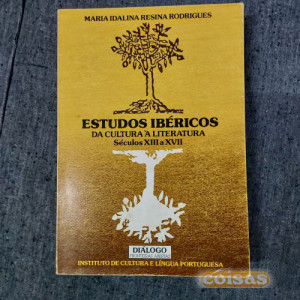 MARIA IDALINA RESINA RODRIGUES
ESTUDOS IBÉRICOS
DA CULTURA À LITERATURA
Séculos XIII a XVII
DIÁLOGO
INSTITUTO DE CULTURA E LÍNGUA PORTUGUESA
coisas